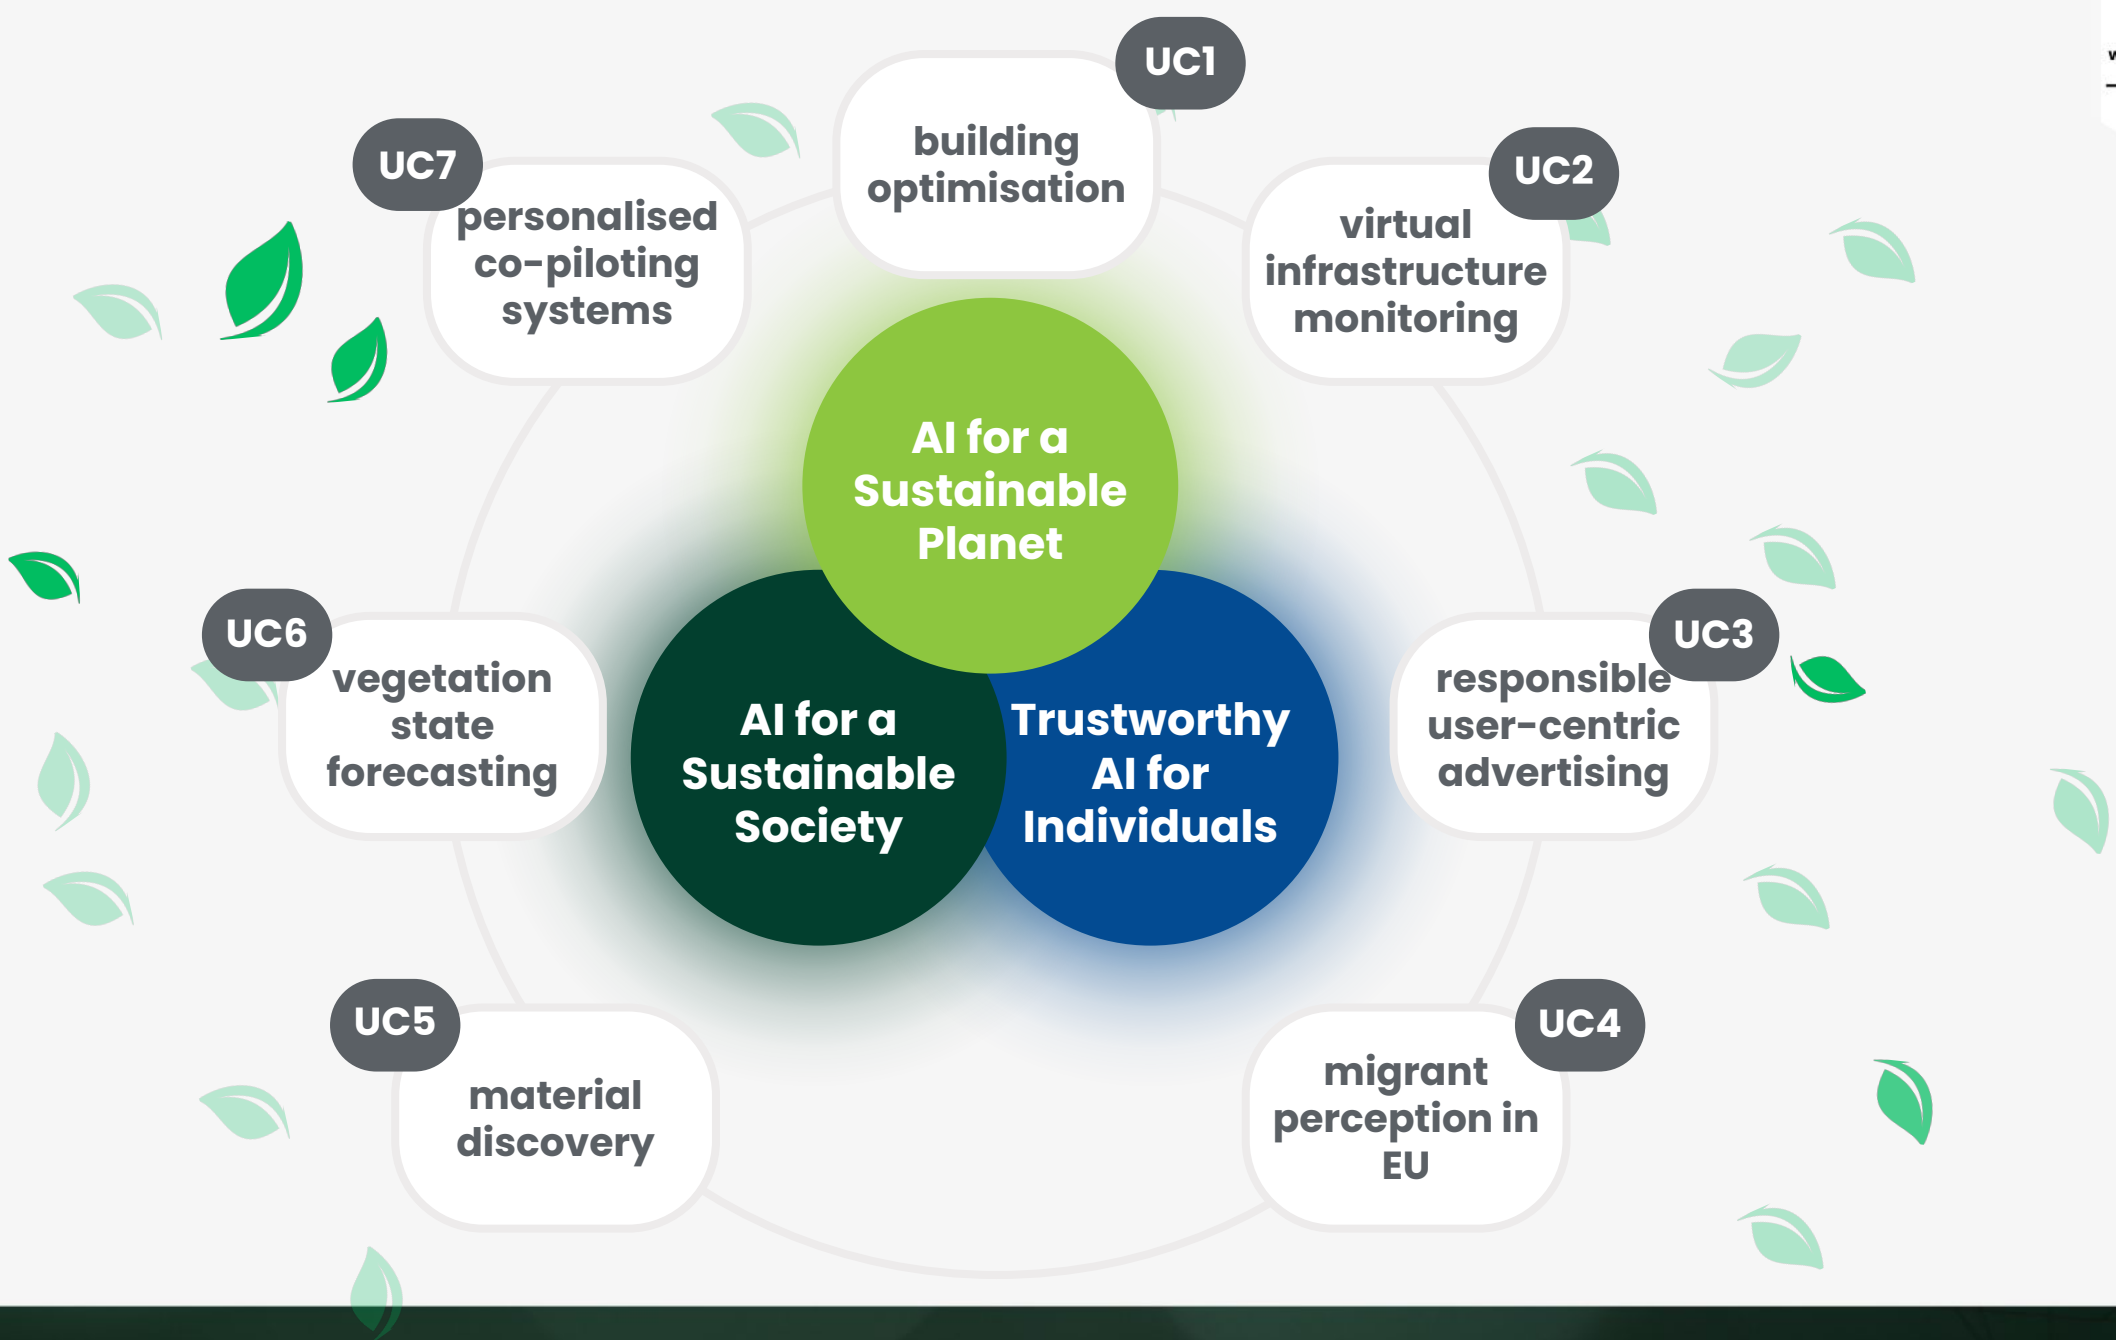 UC1
building
optimisation
UC2
virtual
infrastructure
monitoring
UC3
responsible
user-centric
advertising
UC4
migrant
perception in
EU
UC5
material
discovery
UC6
vegetation
state
forecasting
UC7
personalised
co-piloting
systems
AI for a
Sustainable
Planet
AI for a
Sustainable
Society
Trustworthy
AI for
Individuals